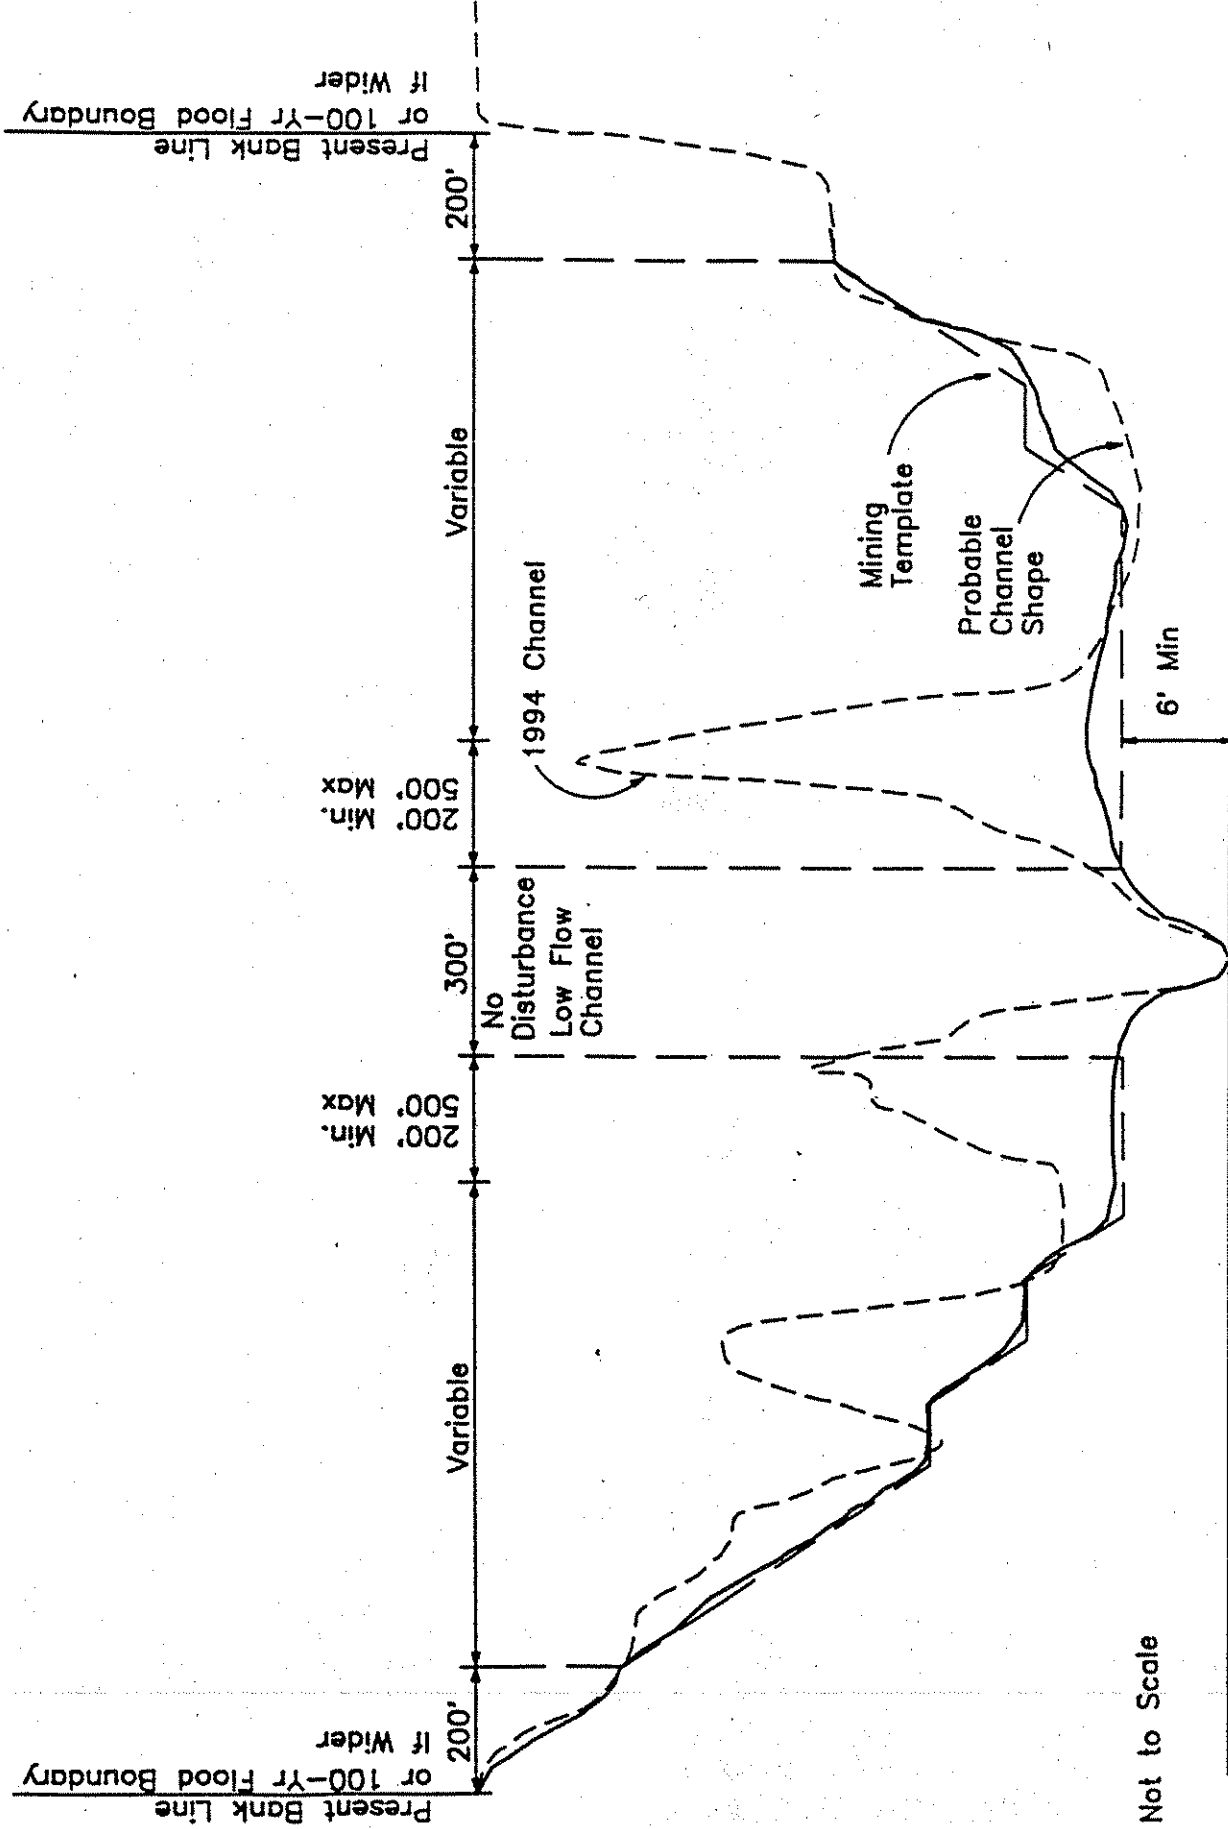 Present Bank Line
or 100-Yr Flood Boundary
If Wider
200'
Variable
200' Min.
500' Max
300'
No
Disturbance
Low Flow
Channel
200' Min.
500' Max
Variable
200'
Present Bank Line
or 100-Yr Flood Boundary
If Wider
1994 Channel
Mining
Template
Probable
Channel
Shape
6' Min
Not to Scale